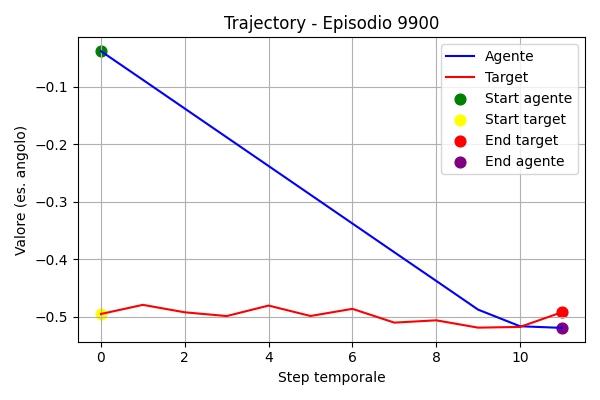 Trajectory - Episodio 9900
Agente
Target
Start agente
Start target
End target
End agente
Valore (es. angolo)
−0.1
−0.2
−0.3
−0.4
−0.5
0 2 4 6 8 10
Step temporale